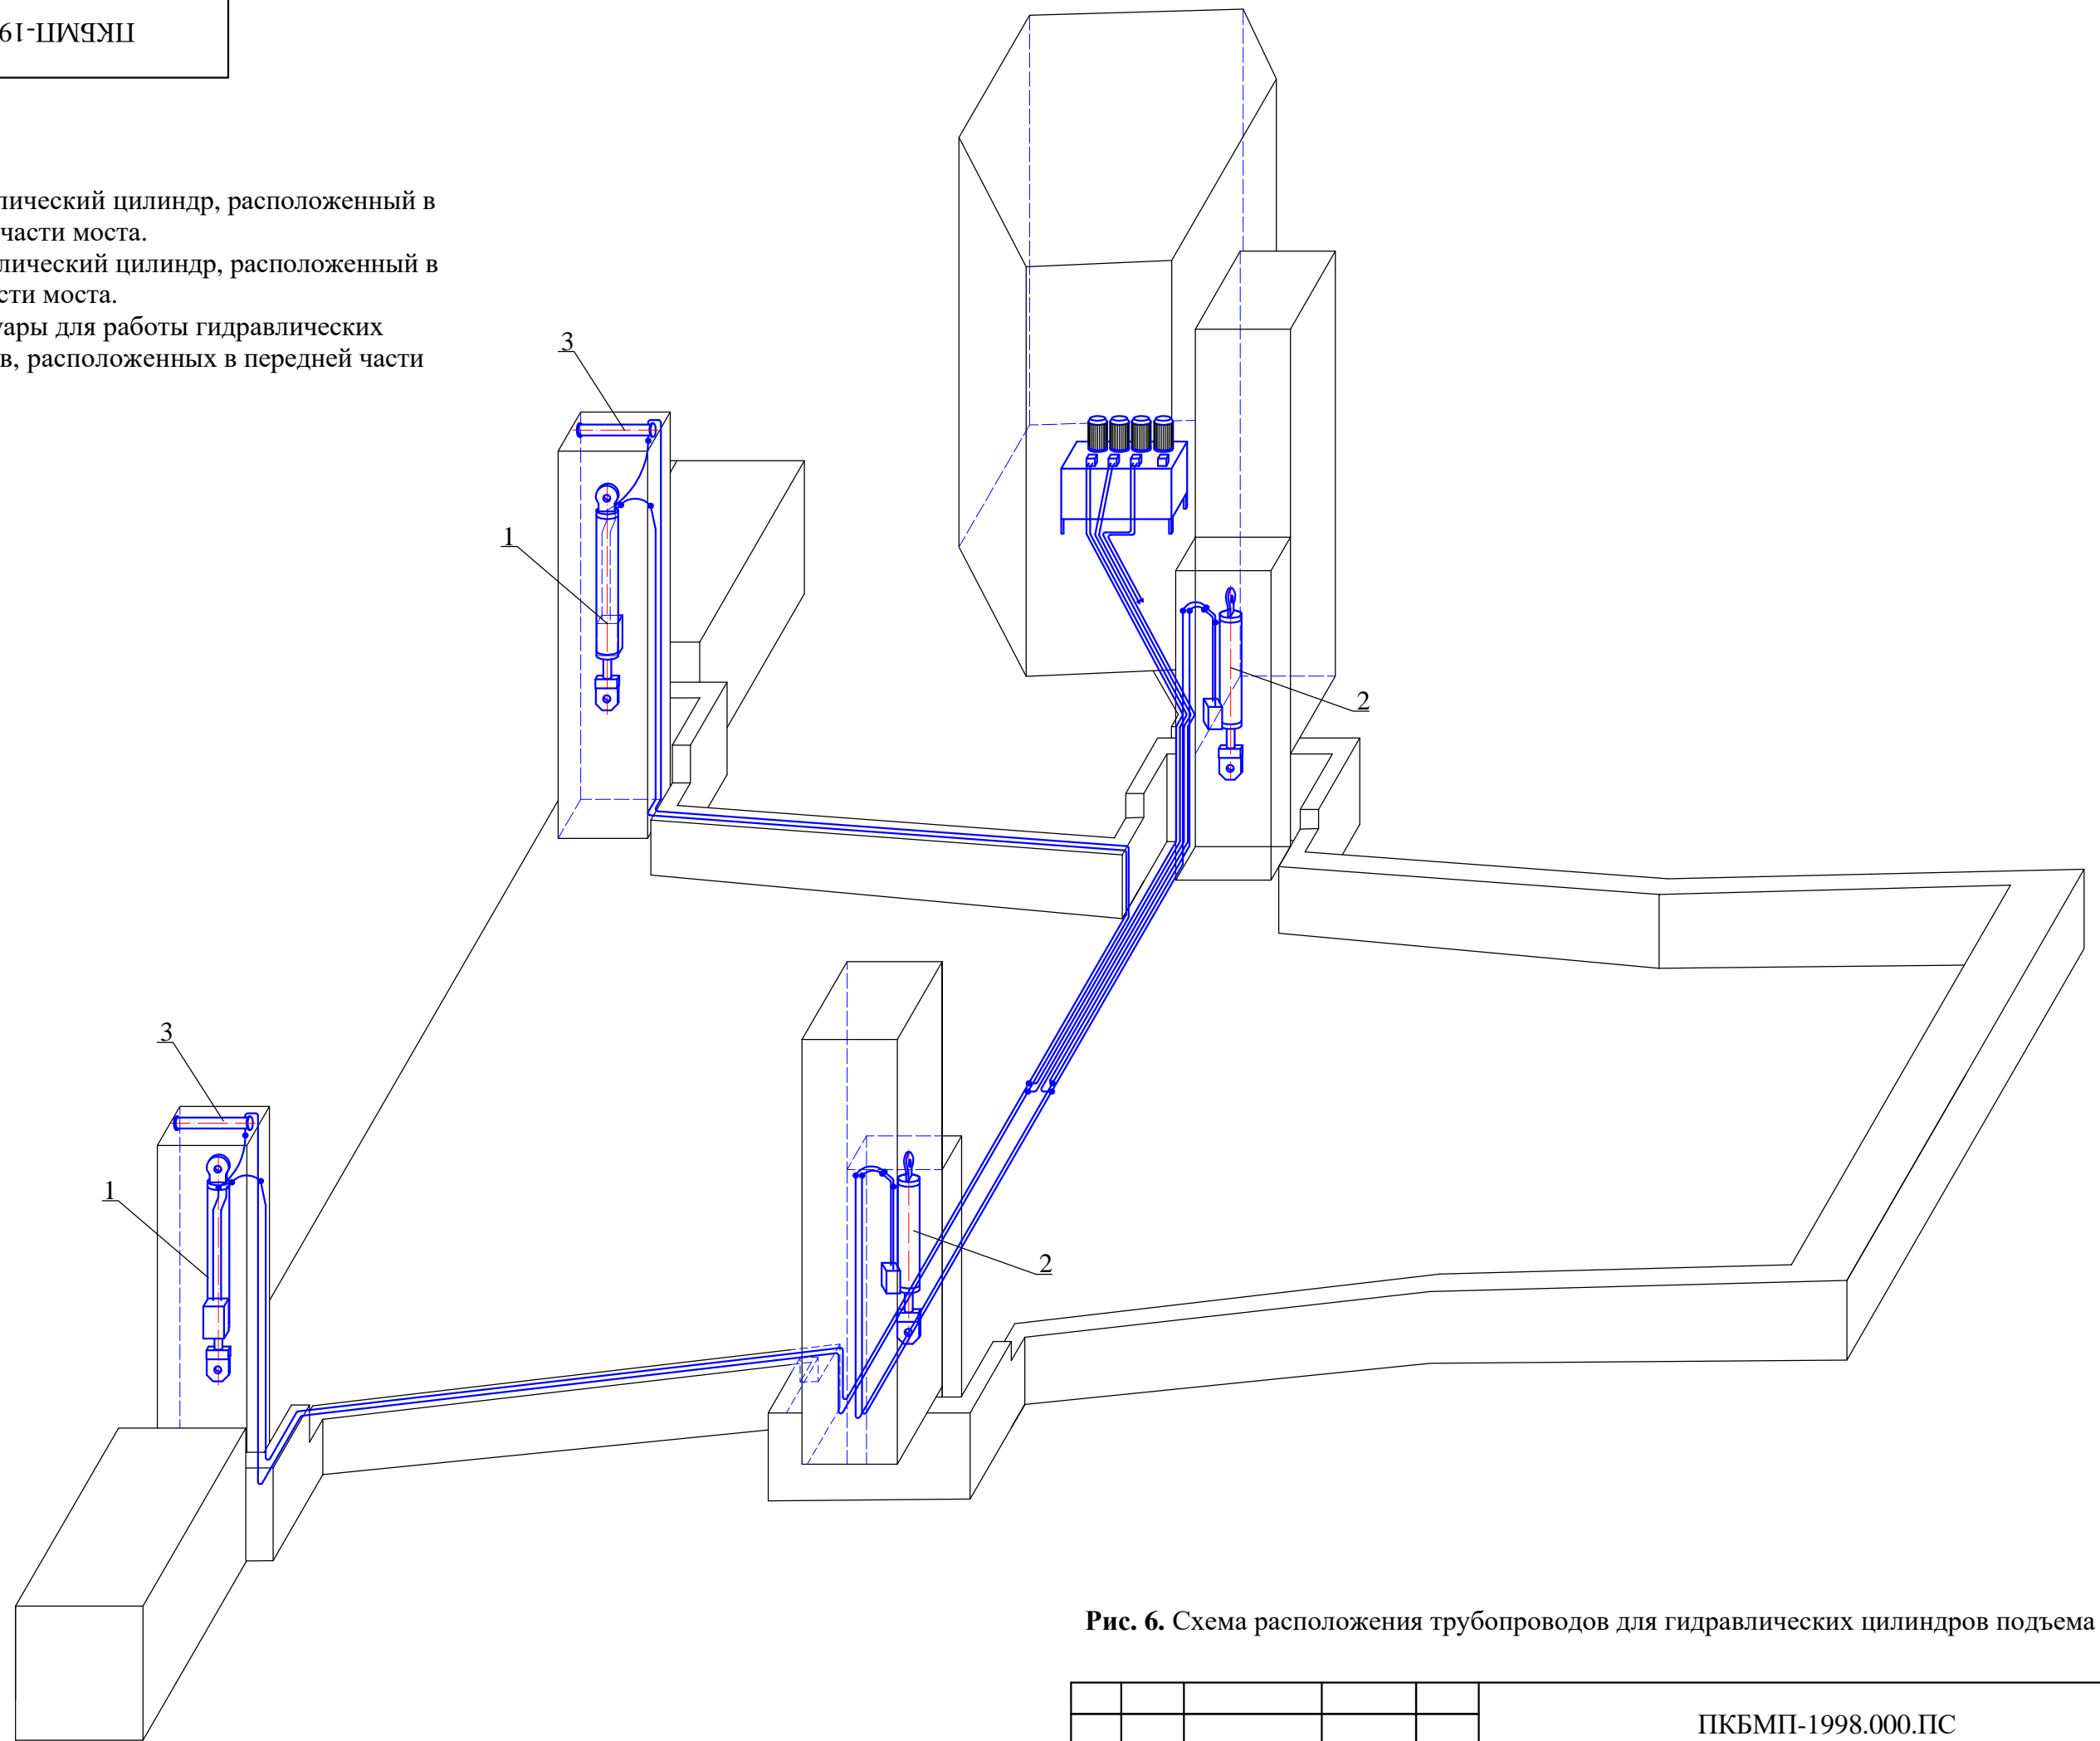 ПКБМП-19
лический цилиндр, расположенный в
части моста.
лический цилиндр, расположенный в
сти моста.
уары для работы гидравлических
в, расположенных в передней части
3
1
2
3
1
2
Рис. 6. Схема расположения трубопроводов для гидравлических цилиндров подъема
ПКБМП-1998.000.ПС